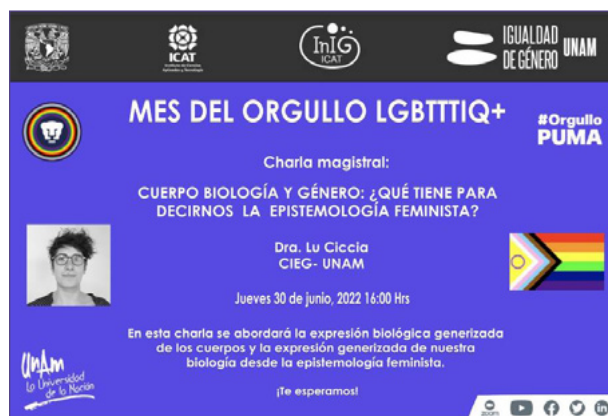 ICAT
InIG
ICAT
IGUALDAD
DE GÉNERO
UNAM
MES DEL ORGULLO LGBTTTIQ+
#Orgullo
PUMA
Charla magistral:
CUERPO BIOLOGÍA Y GÉNERO: ¿QUÉ TIENE PARA
DECIRNOS LA EPISTEMOLOGÍA FEMINISTA?
Dra. Lu Ciccia
CIEG- UNAM
Jueves 30 de junio, 2022 16:00 Hrs
En esta charla se abordará la expresión biológica generizada
de los cuerpos y la expresión generizada de nuestra
biología desde la epistemología feminista.
¡Te esperamos!
UnAm
La Universidad
de la Nación
zoom